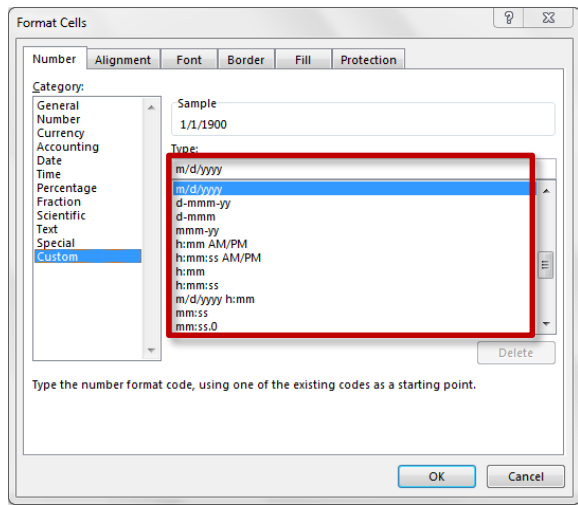 Format Cells
Number Alignment Font Border Fill Protection
Category:
General
Number
Currency
Accounting
Date
Time
Percentage
Fraction
Scientific
Text
Special
Custom
Sample
1/1/1900
Type:
m/d/yyyy
m/d/yyyy
d-mmm-yy
d-mmm
mmm-yy
h:mm AM/PM
h:mm:ss AM/PM
h:mm
h:mm:ss
m/d/yyyy h:mm
mm:ss
mm:ss.0
Delete
Type the number format code, using one of the existing codes as a starting point.
OK Cancel